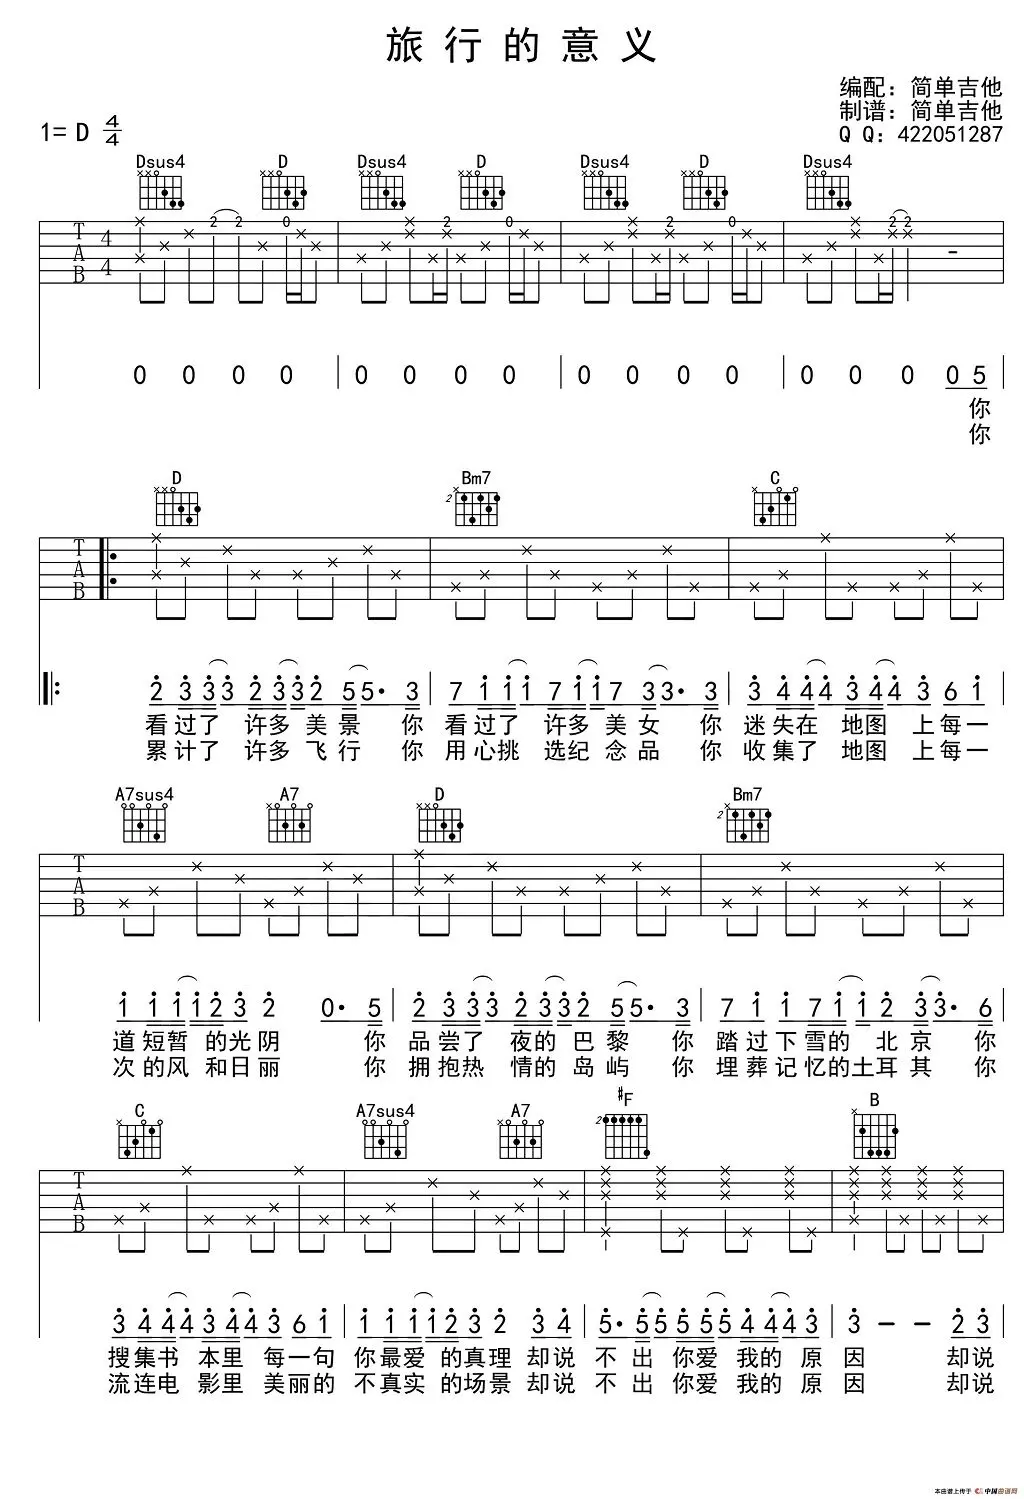 旅行的意义
编配：简单吉他
制谱：简单吉他
1= D 4/4
Q Q：422051287
Dsus4 D Dsus4 D Dsus4 D Dsus4
T A B 4 4 2 2 0 2 0 2 0 2 2 -
0 0 0 0 0 0 0 0 0 0 0 0 0 0 0 0 5
你
你
D Bm7 C
2
T A B
2 3 3 3 2 3 3 2 5 5· 3 7 1 1 1 7 1 1 7 3 3· 3 3 4 4 4 3 4 4 3 6 1
看过了 许多 美景 你 看过了 许多 美女 你 迷失在 地图 上每一
累计了 许多 飞行 你 用心挑 选纪 念品 你 收集了 地图 上每一
A7sus4 A7 D Bm7
2
T A B
1 1 1 1 2 3 2 0· 5 2 3 3 3 2 3 3 2 5 5· 3 7 1 1 7 1 1 2 3 3· 6
道短暂 的光阴 你 品尝了 夜的 巴黎 你 踏过 下雪的 北京 你
次的风 和日丽 你 拥抱热 情的 岛屿 你 埋葬记忆的土耳其 你
C A7sus4 A7 #F B
2
T A B
3 4 4 4 3 4 4 3 6 1 1 1 1 1 2 3 2 3 4 5· 5 5 5 5 5 4 4 4 3 3 - - 2 3
搜集书 本里 每一句 你最爱 的真理 却说 不 出 你爱 我的 原 因 却说
流连电 影里 美丽的 不真实 的场景 却说 不 出 你爱 我的 原 因 却说
本曲谱上传于 中国曲谱网